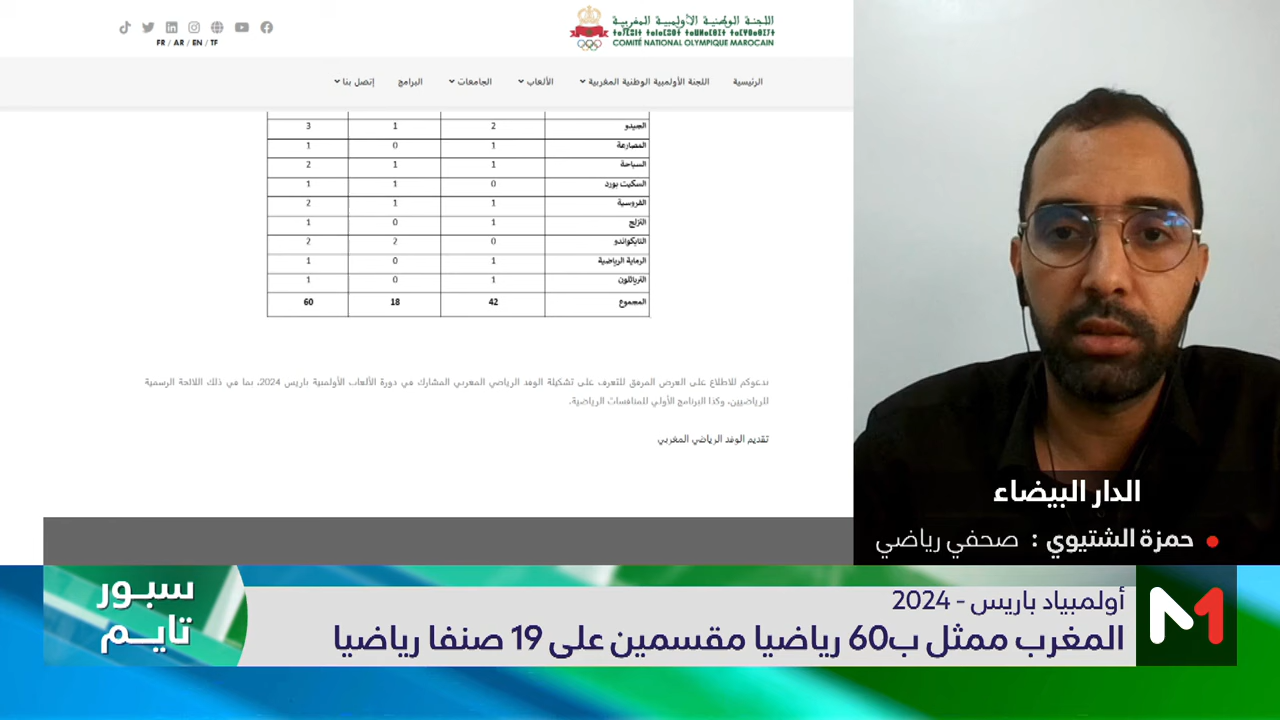 اللجنة الوطنية الأولمبية المغربية
COMITÉ NATIONAL OLYMPIQUE MAROCAIN
FR / AR / EN / TF
الرئيسية
اللجنة الأولمبية الوطنية المغربية
الألعاب
الجامعات
البرامج
إتصل بنا
الجيدو 2 1 3
المصارعة 1 0 1
السباحة 1 1 2
السكيت بورد 0 1 1
الفروسية 1 1 2
التزلج 1 0 1
التايكواندو 0 2 2
الرماية الرياضية 1 0 1
الترياثلون 1 0 1
المجموع 42 18 60
ندعوكم للاطلاع على العرض المرفق للتعرف على تشكيلة الوفد الرياضي المغربي المشارك في دورة الألعاب الأولمبية باريس 2024، بما في ذلك اللائحة الرسمية
للرياضيين، وكذا البرنامج الأولي للمنافسات الرياضية.
تقديم الوفد الرياضي المغربي
الدار البيضاء
حمزة الشتيوي : صحفي رياضي
M1
أولمبياد باريس - 2024
المغرب ممثل ب60 رياضيا مقسمين على 19 صنفا رياضيا
سبور
تايم